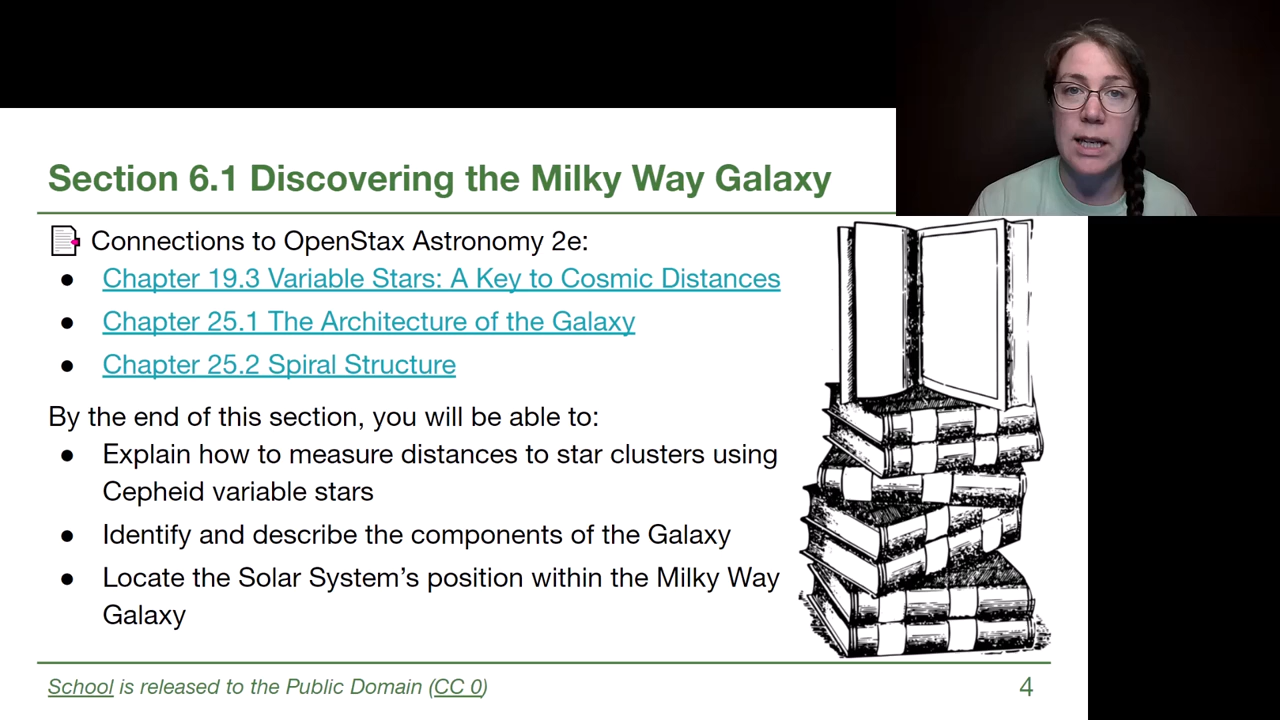 Section 6.1 Discovering the Milky Way Galaxy
Connections to OpenStax Astronomy 2e:
● Chapter 19.3 Variable Stars: A Key to Cosmic Distances
● Chapter 25.1 The Architecture of the Galaxy
● Chapter 25.2 Spiral Structure
By the end of this section, you will be able to:
● Explain how to measure distances to star clusters using
Cepheid variable stars
● Identify and describe the components of the Galaxy
● Locate the Solar System’s position within the Milky Way
Galaxy
School is released to the Public Domain (CC 0)
4